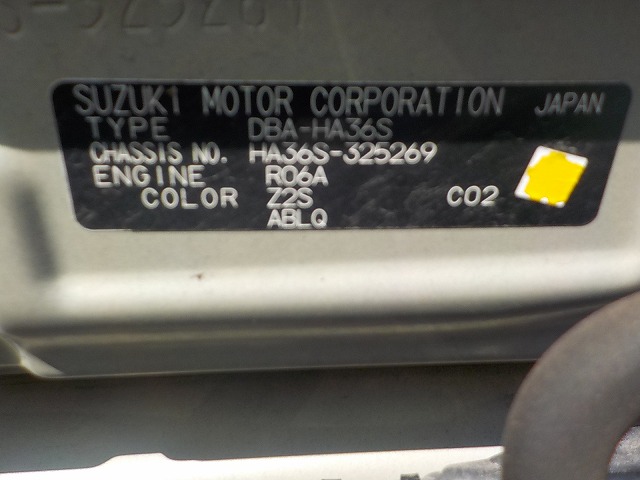 SUZUKI MOTOR CORPORATION JAPAN
TYPE DBA-HA36S
CHASSIS NO. HA36S-325269
ENGINE R06A
COLOR Z2S C02
ABLQ